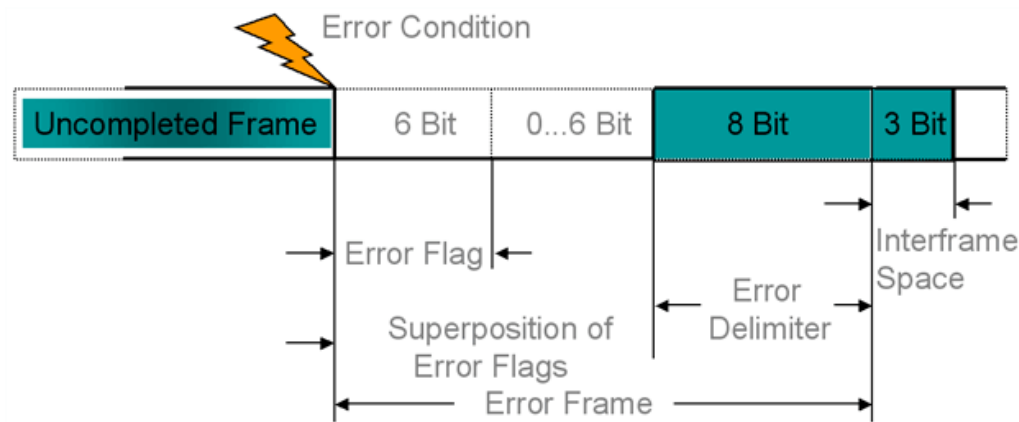 Error Condition
Uncompleted Frame
6 Bit
0...6 Bit
8 Bit
3 Bit
Error Flag
Interframe
Space
Error
Delimiter
Superposition of
Error Flags
Error Frame